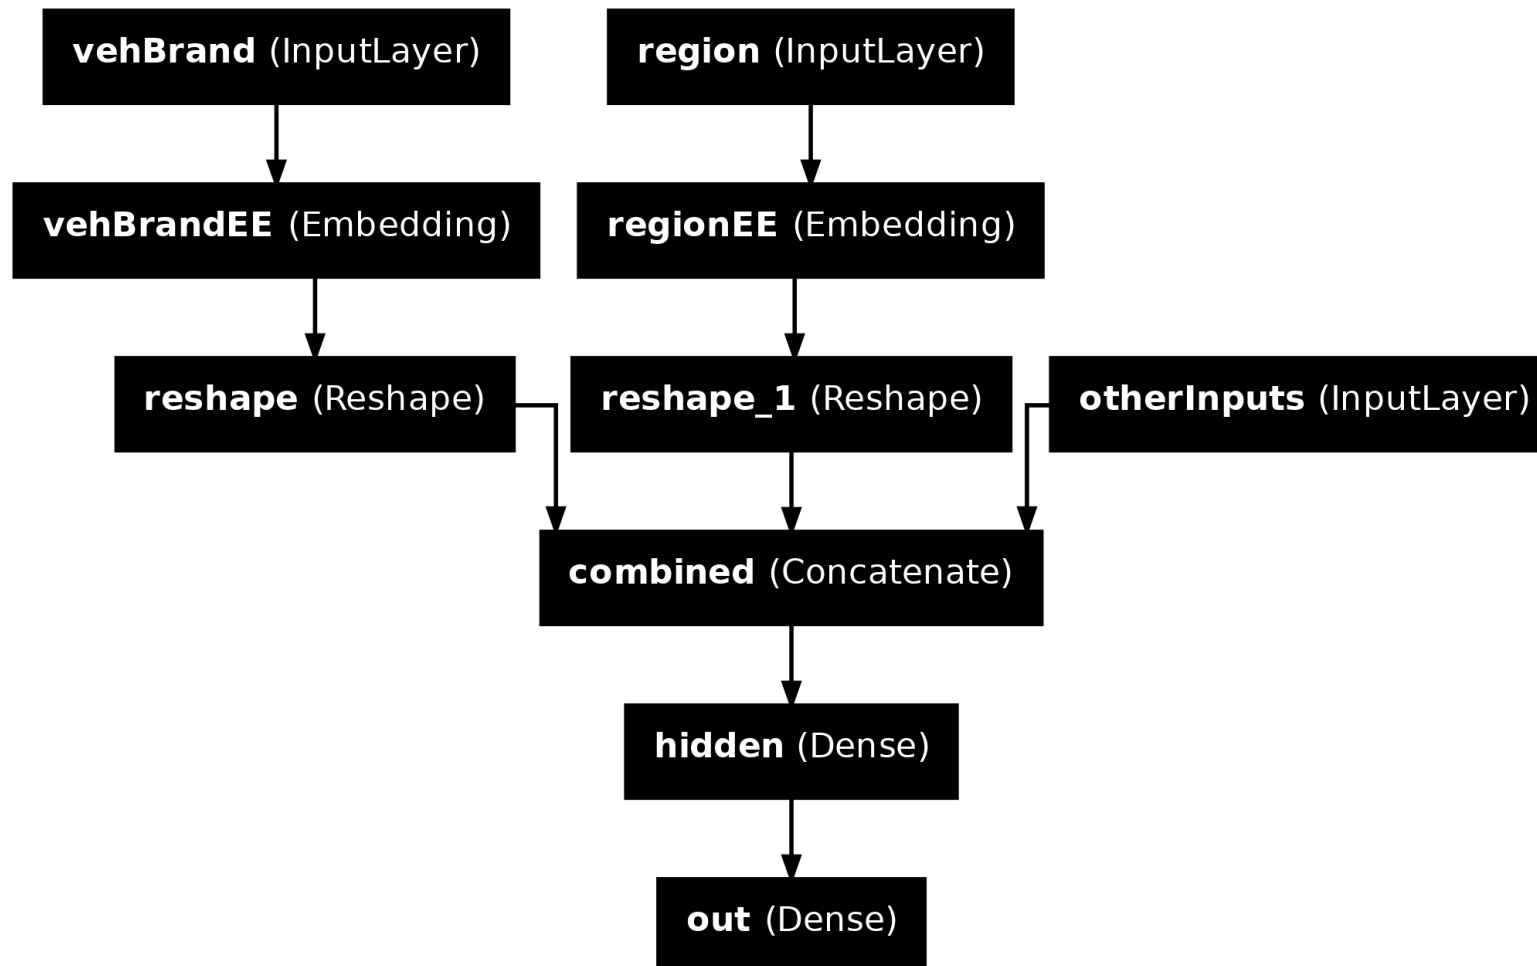 vehBrand (InputLayer)
region (InputLayer)
vehBrandEE (Embedding)
regionEE (Embedding)
reshape (Reshape)
reshape_1 (Reshape)
otherInputs (InputLayer)
combined (Concatenate)
hidden (Dense)
out (Dense)